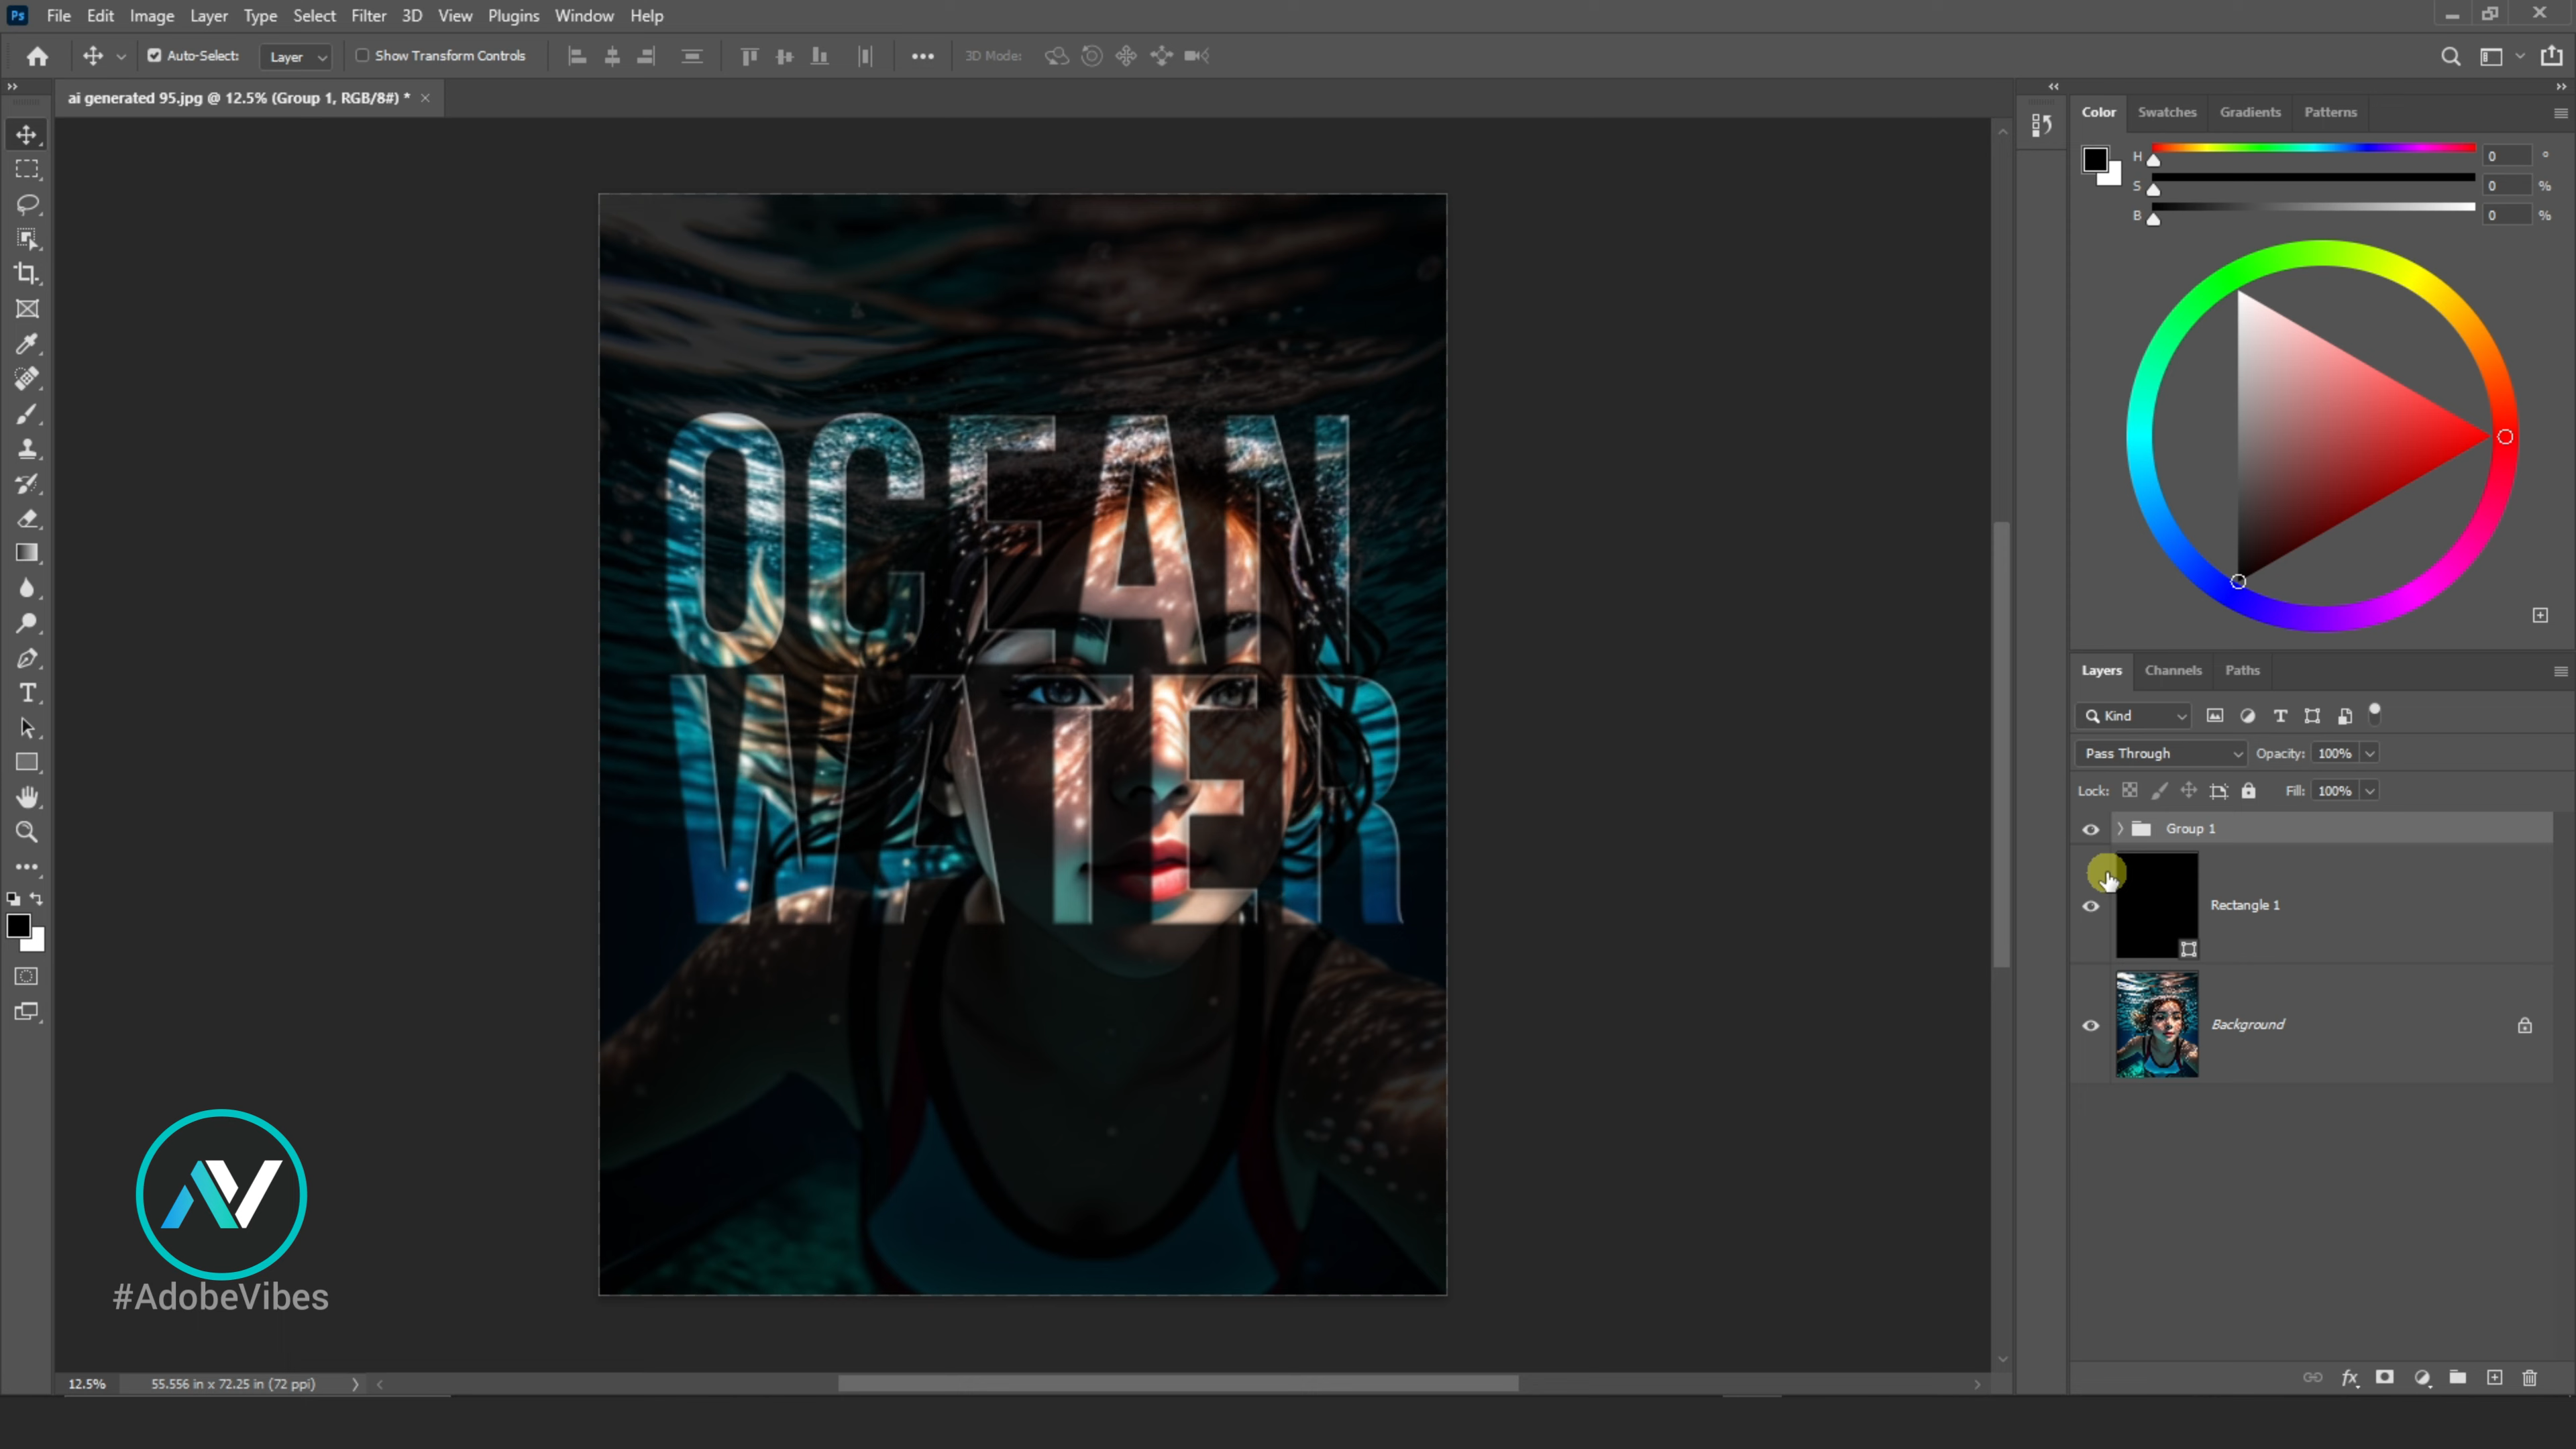 Ps File Edit Image Layer Type Select Filter 3D View Plugins Window Help
Auto-Select: Layer Show Transform Controls 3D Mode:
ai generated 95.jpg @ 12.5% (Group 1, RGB/8#) *
Color Swatches Gradients Patterns
H 0 °
S 0 %
B 0 %
OCEAN
WATER
Layers Channels Paths
Kind
Pass Through Opacity: 100%
Lock: Fill: 100%
Group 1
Rectangle 1
Background
#AdobeVibes
12.5% 55.556 in x 72.25 in (72 ppi)